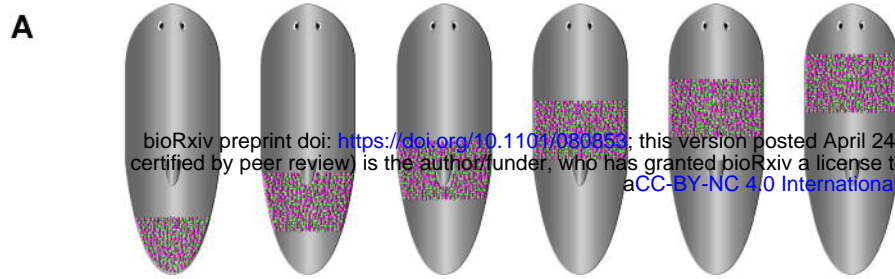 A
bioRxiv preprint doi: https://doi.org/10.1101/080853; this version posted April 24
certified by peer review) is the author/funder, who has granted bioRxiv a license t
aCC-BY-NC 4.0 Internationa